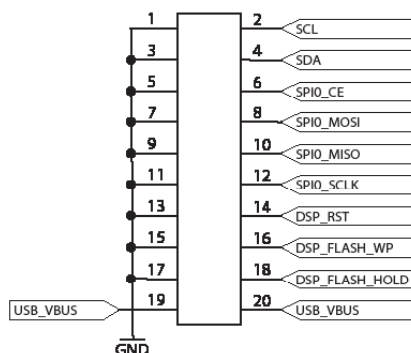 1 2 SCL
3 4 SDA
5 6 SPI0_CE
7 8 SPI0_MOSI
9 10 SPI0_MISO
11 12 SPI0_SCLK
13 14 DSP_RST
15 16 DSP_FLASH_WP
17 18 DSP_FLASH_HOLD
USB_VBUS 19 20 USB_VBUS
GND